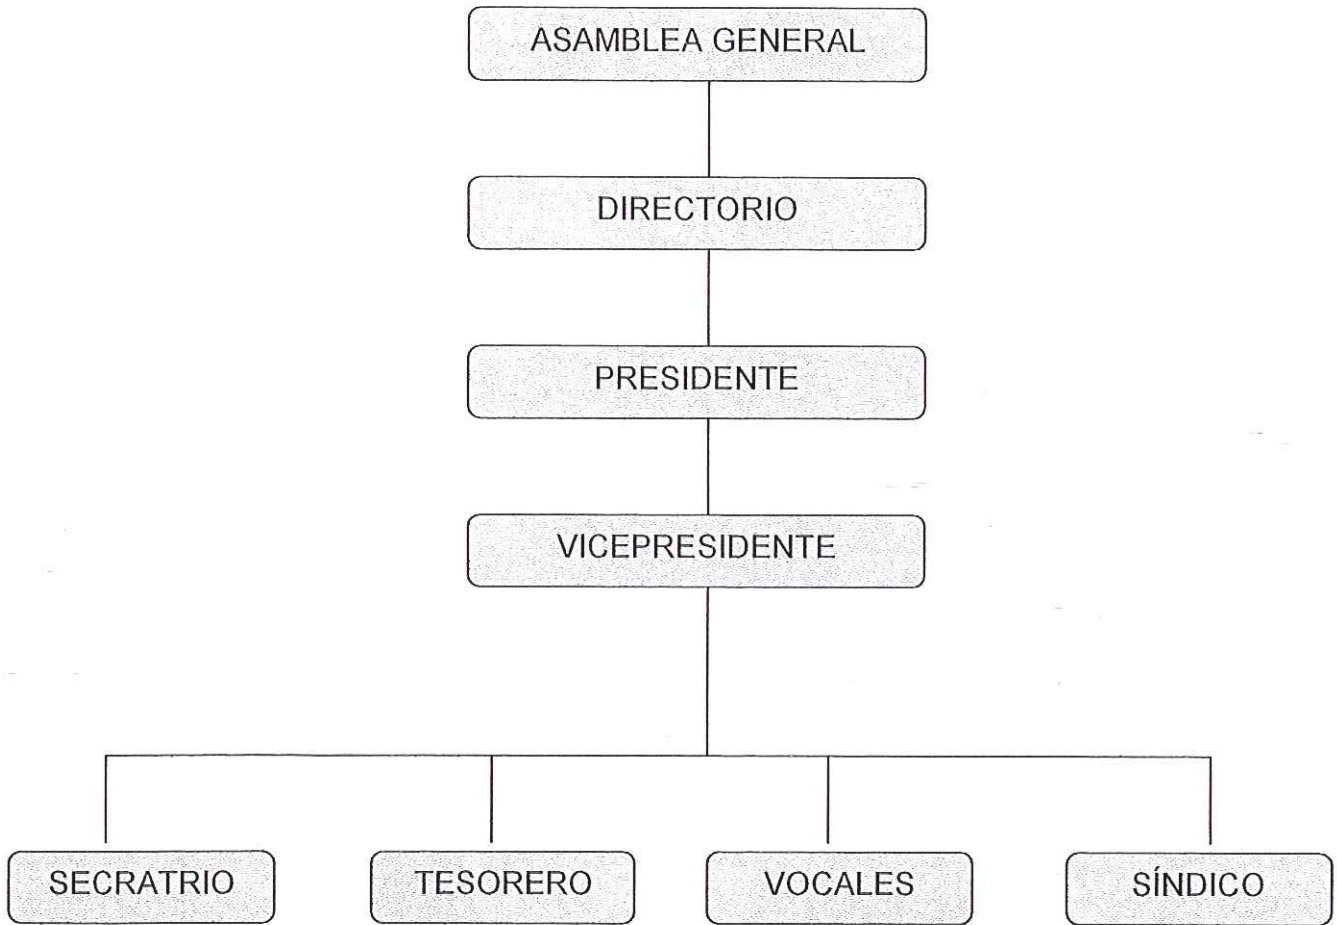 ASAMBLEA GENERAL
DIRECTORIO
PRESIDENTE
VICEPRESIDENTE
SECRATRIO
TESORERO
VOCALES
SÍNDICO